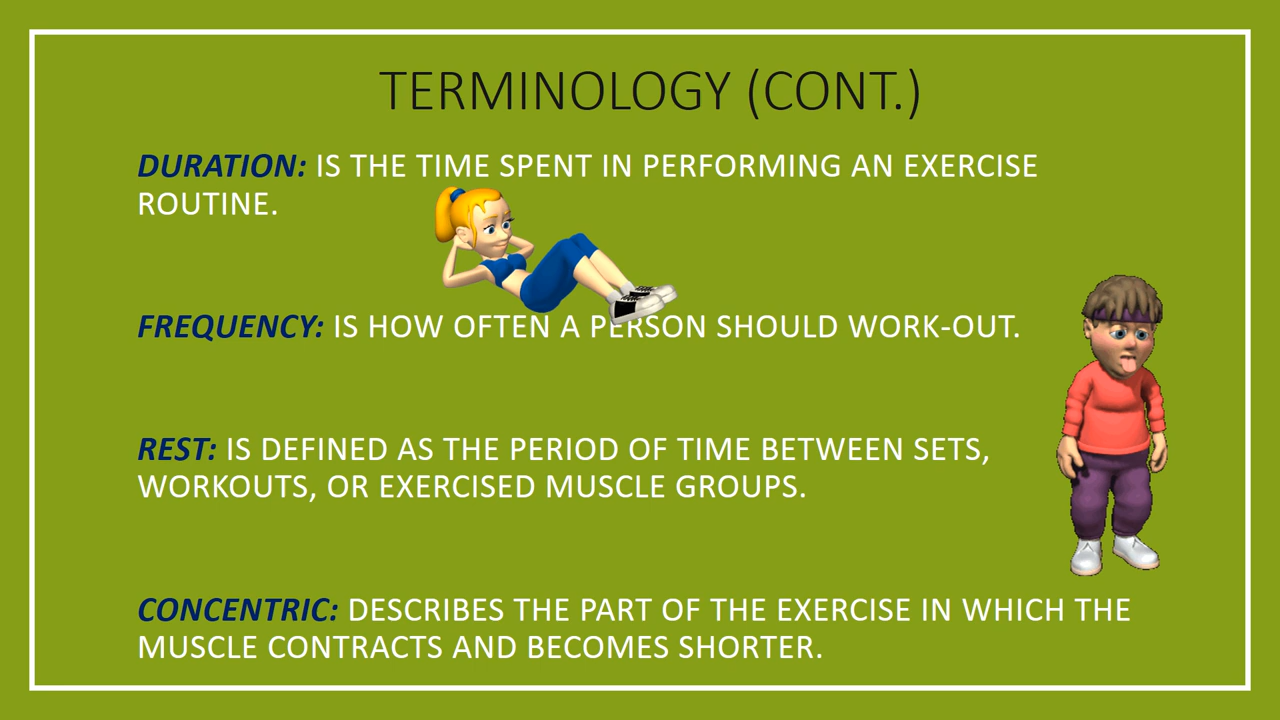 TERMINOLOGY (CONT.)
DURATION: IS THE TIME SPENT IN PERFORMING AN EXERCISE
ROUTINE.
FREQUENCY: IS HOW OFTEN A PERSON SHOULD WORK-OUT.
REST: IS DEFINED AS THE PERIOD OF TIME BETWEEN SETS,
WORKOUTS, OR EXERCISED MUSCLE GROUPS.
CONCENTRIC: DESCRIBES THE PART OF THE EXERCISE IN WHICH THE
MUSCLE CONTRACTS AND BECOMES SHORTER.